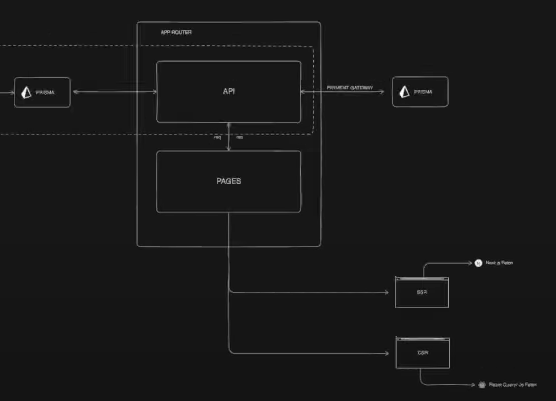 APP ROUTER
PRISMA
API
PAYMENT GATEWAY
PRISMA
req res
PAGES
Next js Fetch
SSR
CSR
React Query/ Js Fetch